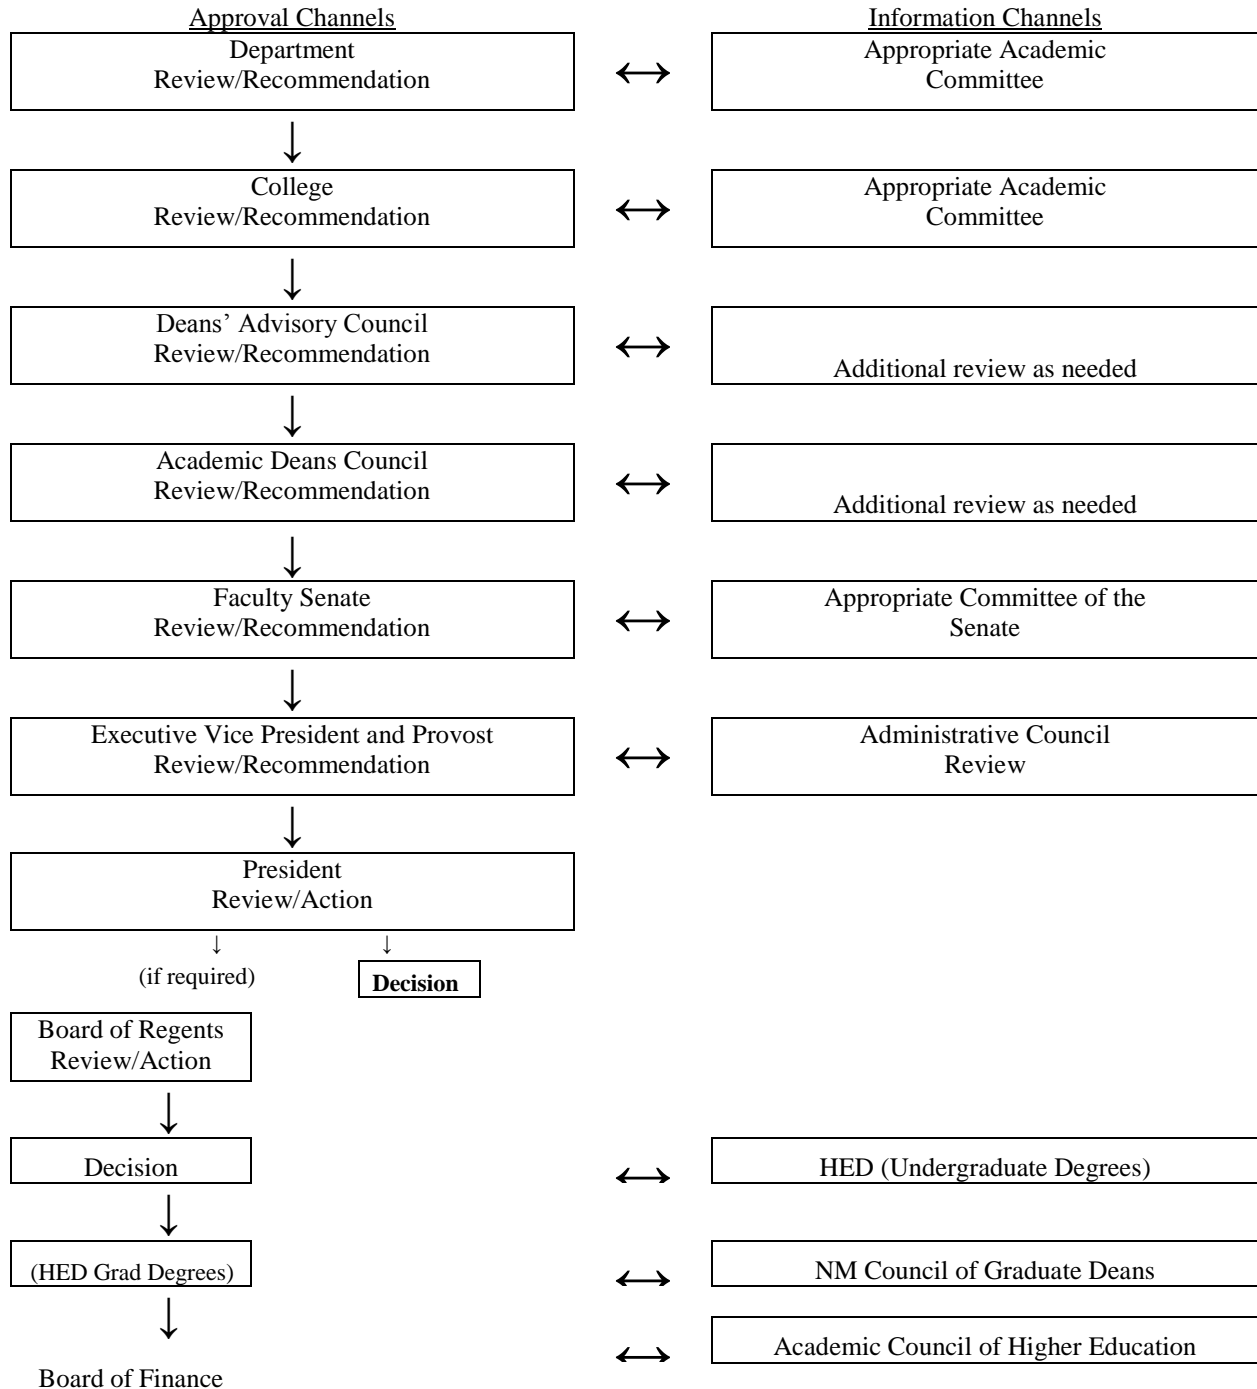 Approval Channels
Information Channels
Department
Review/Recommendation
Appropriate Academic
Committee
College
Review/Recommendation
Appropriate Academic
Committee
Deans’ Advisory Council
Review/Recommendation
Additional review as needed
Academic Deans Council
Review/Recommendation
Additional review as needed
Faculty Senate
Review/Recommendation
Appropriate Committee of the
Senate
Executive Vice President and Provost
Review/Recommendation
Administrative Council
Review
President
Review/Action
(if required)
Decision
Board of Regents
Review/Action
Decision
HED (Undergraduate Degrees)
(HED Grad Degrees)
NM Council of Graduate Deans
Academic Council of Higher Education
Board of Finance